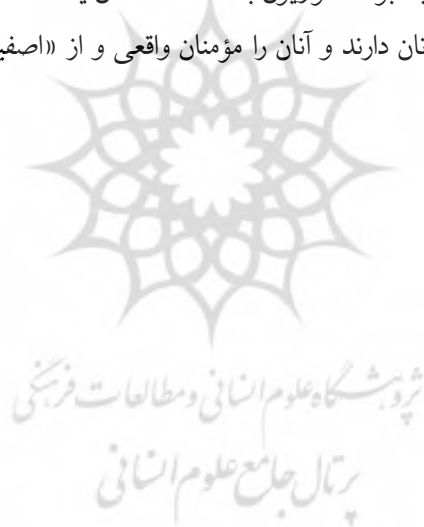 نان دارند و آنان را مؤمنان واقعی و از «اصفی
پژوهشگاه علوم انسانی و مطالعات فرهنگی
پرتال جامع علوم انسانی